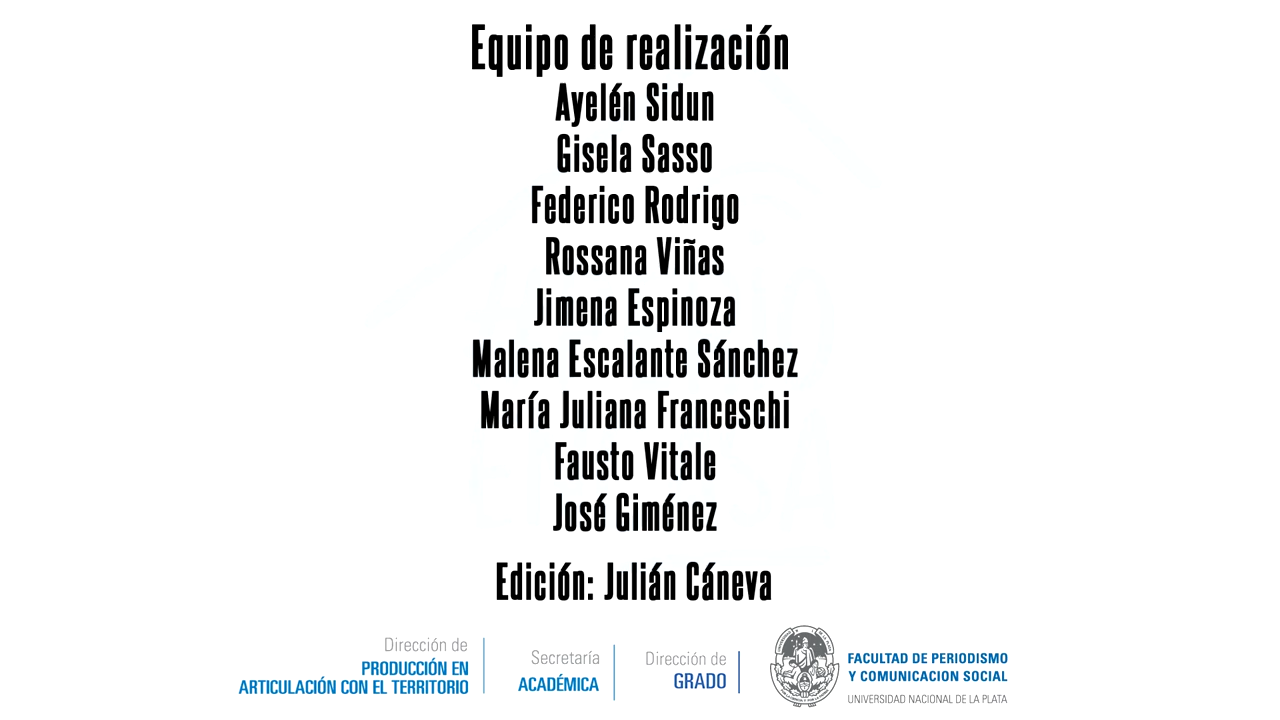 Equipo de realización
Ayelén Sidun
Gisela Sasso
Federico Rodrigo
Rossana Viñas
Jimena Espinoza
Malena Escalante Sánchez
María Juliana Franceschi
Fausto Vitale
José Giménez
Edición: Julián Cáneva
Dirección de
PRODUCCIÓN EN
ARTICULACIÓN CON EL TERRITORIO
Secretaría
ACADÉMICA
Dirección de
GRADO
FACULTAD DE PERIODISMO
Y COMUNICACION SOCIAL
UNIVERSIDAD NACIONAL DE LA PLATA